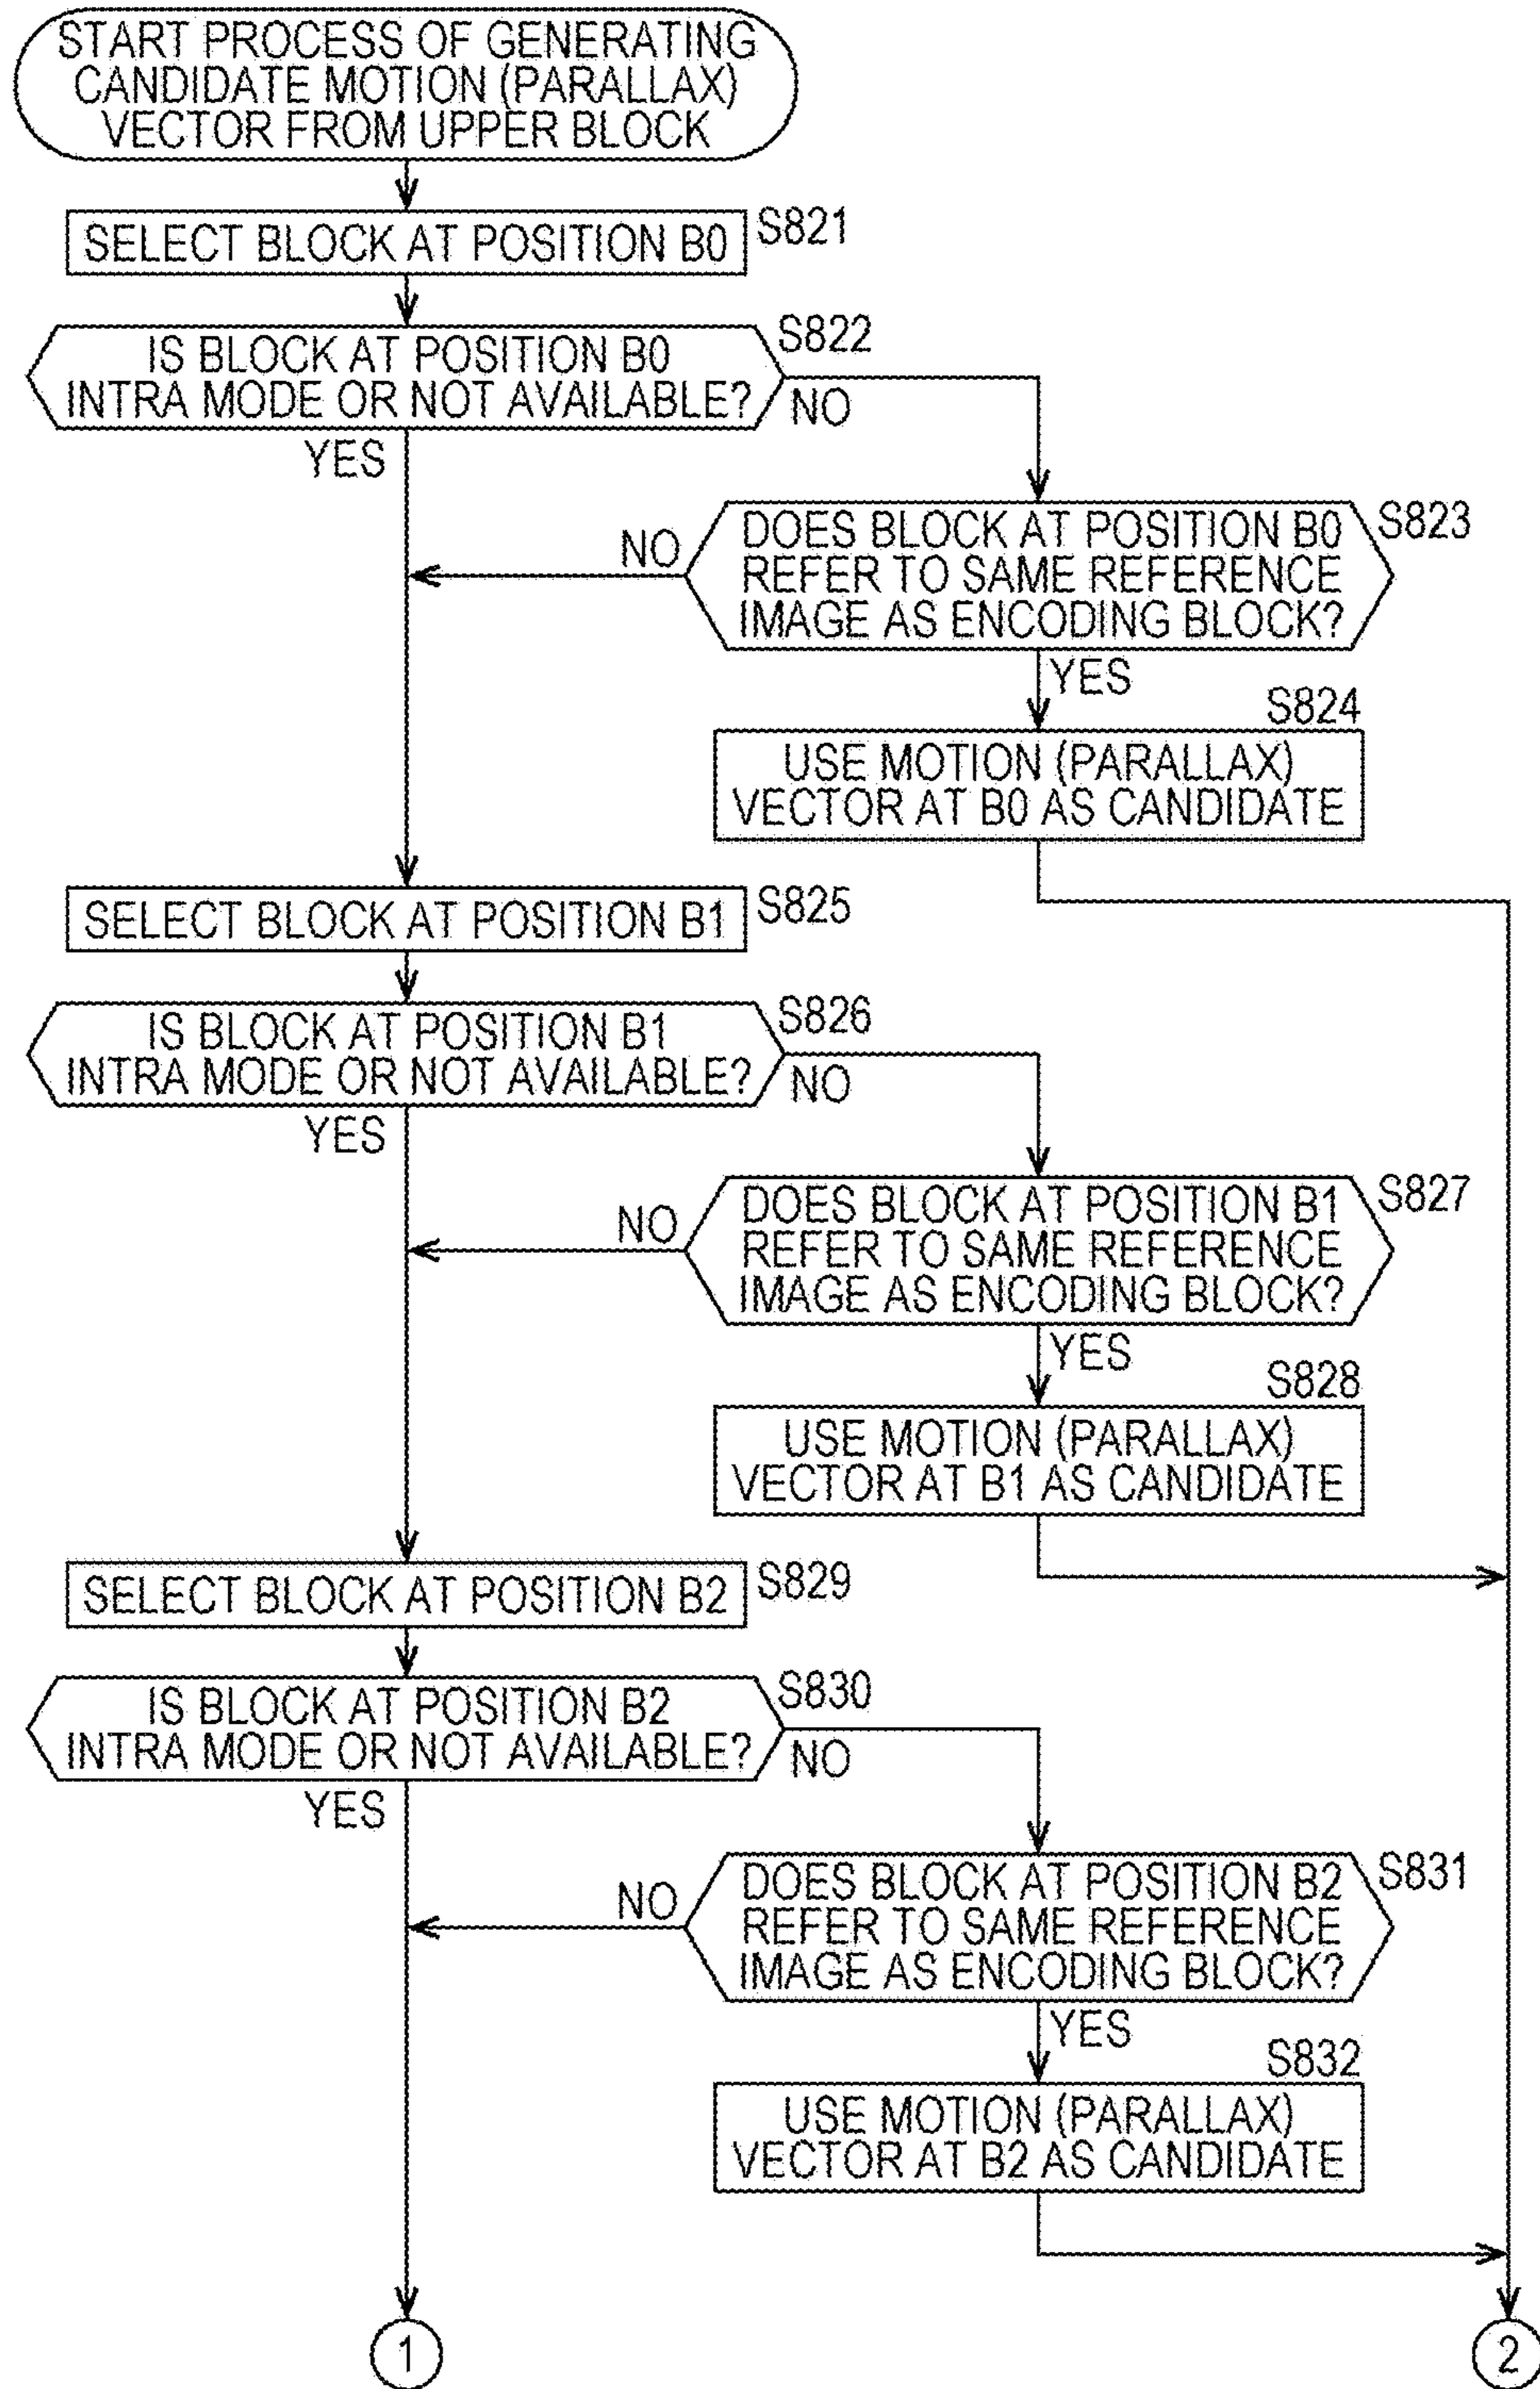 START PROCESS OF GENERATING
CANDIDATE MOTION (PARALLAX)
VECTOR FROM UPPER BLOCK
SELECT BLOCK AT POSITION B0
S821
IS BLOCK AT POSITION B0
INTRA MODE OR NOT AVAILABLE?
S822
NO
YES
DOES BLOCK AT POSITION B0
REFER TO SAME REFERENCE
IMAGE AS ENCODING BLOCK?
S823
NO
YES
S824
USE MOTION (PARALLAX)
VECTOR AT B0 AS CANDIDATE
SELECT BLOCK AT POSITION B1
S825
IS BLOCK AT POSITION B1
INTRA MODE OR NOT AVAILABLE?
S826
NO
YES
DOES BLOCK AT POSITION B1
REFER TO SAME REFERENCE
IMAGE AS ENCODING BLOCK?
S827
NO
YES
S828
USE MOTION (PARALLAX)
VECTOR AT B1 AS CANDIDATE
SELECT BLOCK AT POSITION B2
S829
IS BLOCK AT POSITION B2
INTRA MODE OR NOT AVAILABLE?
S830
NO
YES
DOES BLOCK AT POSITION B2
REFER TO SAME REFERENCE
IMAGE AS ENCODING BLOCK?
S831
NO
YES
S832
USE MOTION (PARALLAX)
VECTOR AT B2 AS CANDIDATE
1
2